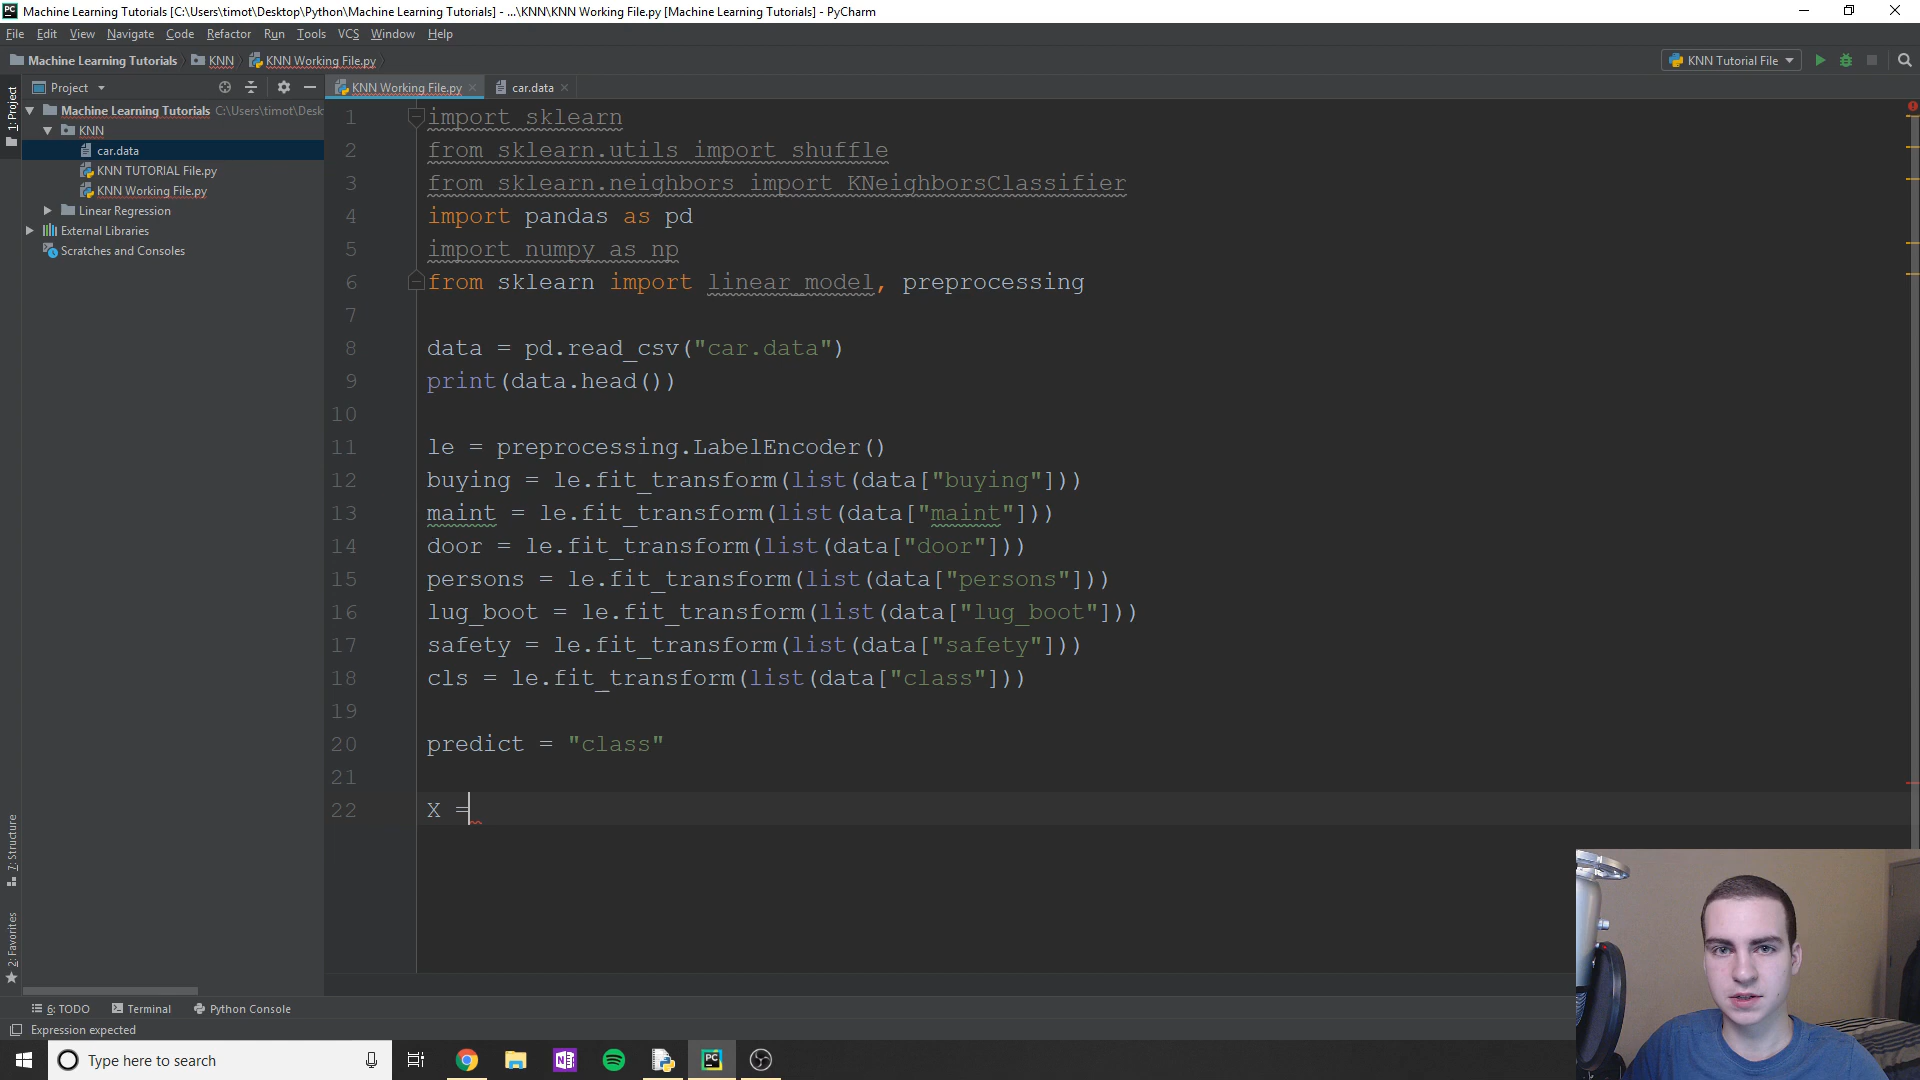 Machine Learning Tutorials [C:\Users\timot\Desktop\Python\Machine Learning Tutorials] - ...\KNN\KNN Working File.py [Machine Learning Tutorials] - PyCharm
File Edit View Navigate Code Refactor Run Tools VCS Window Help
Machine Learning Tutorials KNN KNN Working File.py
KNN Tutorial File
Project
KNN Working File.py
car.data
1: Project
Machine Learning Tutorials C:\Users\timot\Desk
KNN
car.data
KNN TUTORIAL File.py
KNN Working File.py
Linear Regression
External Libraries
Scratches and Consoles
1 import sklearn
2 from sklearn.utils import shuffle
3 from sklearn.neighbors import KNeighborsClassifier
4 import pandas as pd
5 import numpy as np
6 from sklearn import linear_model, preprocessing
7
8 data = pd.read_csv("car.data")
9 print(data.head())
10
11 le = preprocessing.LabelEncoder()
12 buying = le.fit_transform(list(data["buying"]))
13 maint = le.fit_transform(list(data["maint"]))
14 door = le.fit_transform(list(data["door"]))
15 persons = le.fit_transform(list(data["persons"]))
16 lug_boot = le.fit_transform(list(data["lug_boot"]))
17 safety = le.fit_transform(list(data["safety"]))
18 cls = le.fit_transform(list(data["class"]))
19
20 predict = "class"
21
22 X =
7: Structure
2: Favorites
6: TODO Terminal Python Console
Expression expected
Type here to search